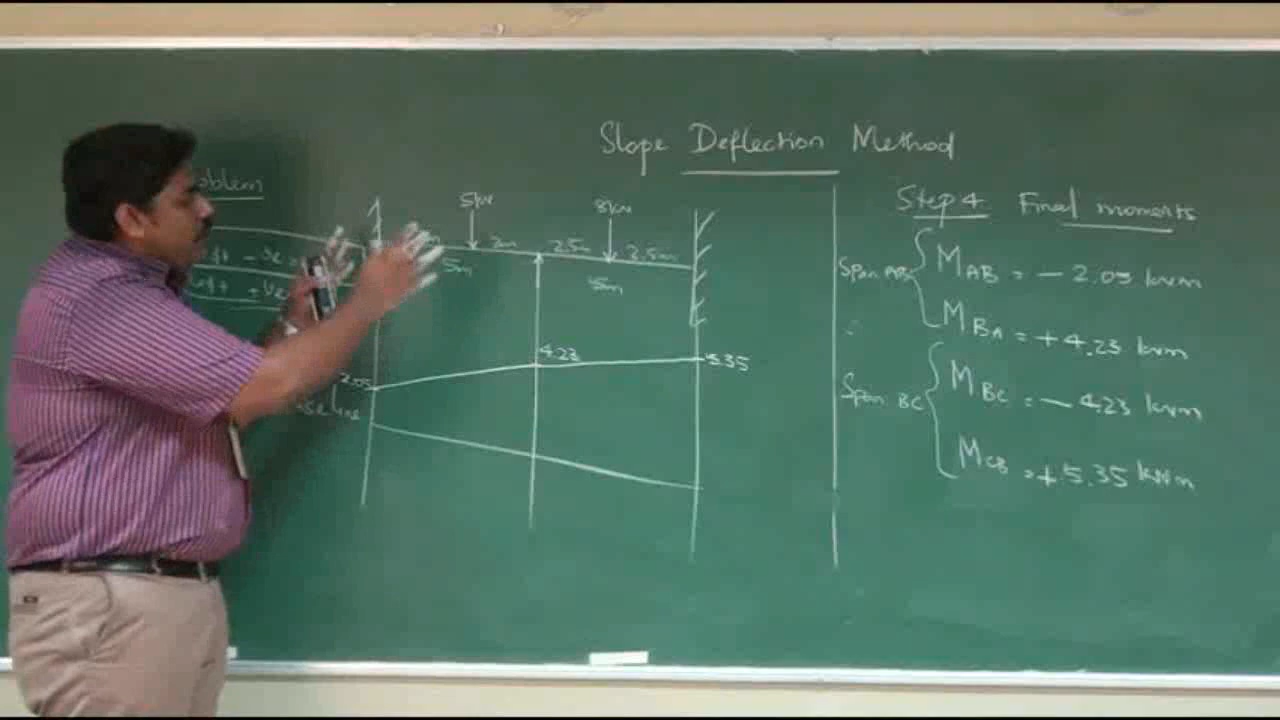 Slope Deflection Method
Step 4 Final moments
5kN
8kN
2m
2.5m
2.5m
5m
5m
Span AB
MAB = - 2.05 kNm
MBA = + 4.23 kNm
Span BC
MBC = - 4.23 kNm
MCB = + 5.35 kNm
4.23
5.35
2.05